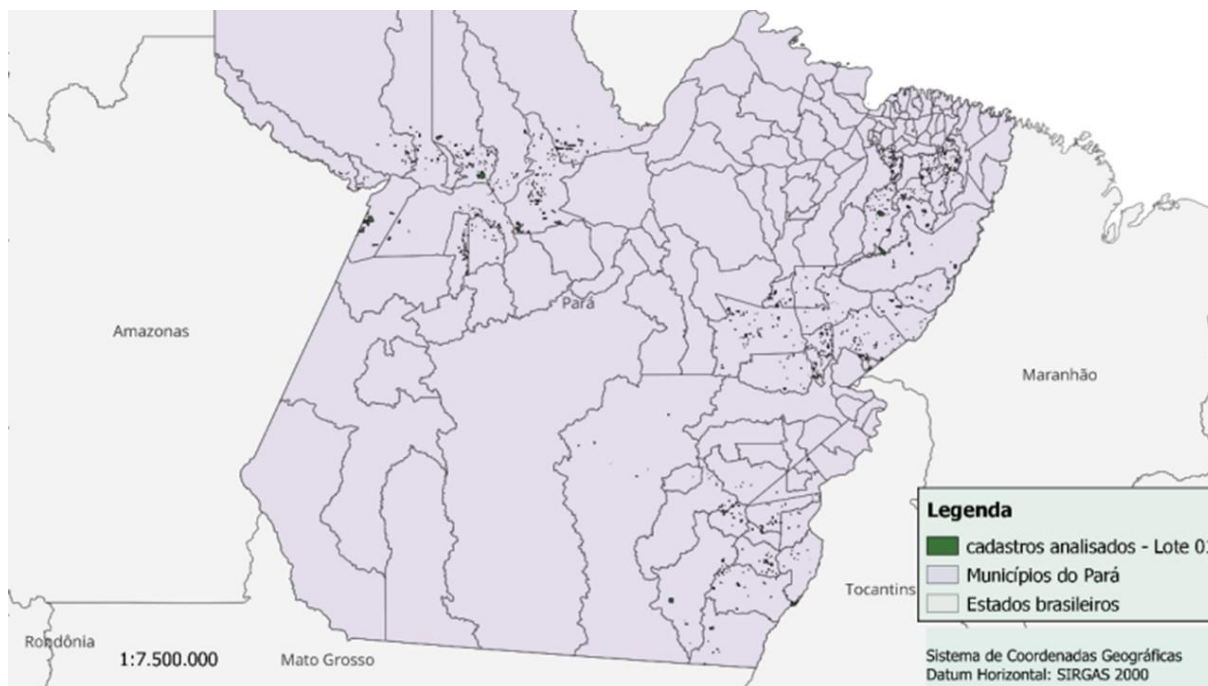 Pará
Amazonas
Maranhão
Legenda
cadastros analisados - Lote 01
Municípios do Pará
Estados brasileiros
Tocantins
Rondônia
1:7.500.000
Mato Grosso
Sistema de Coordenadas Geográficas
Datum Horizontal: SIRGAS 2000